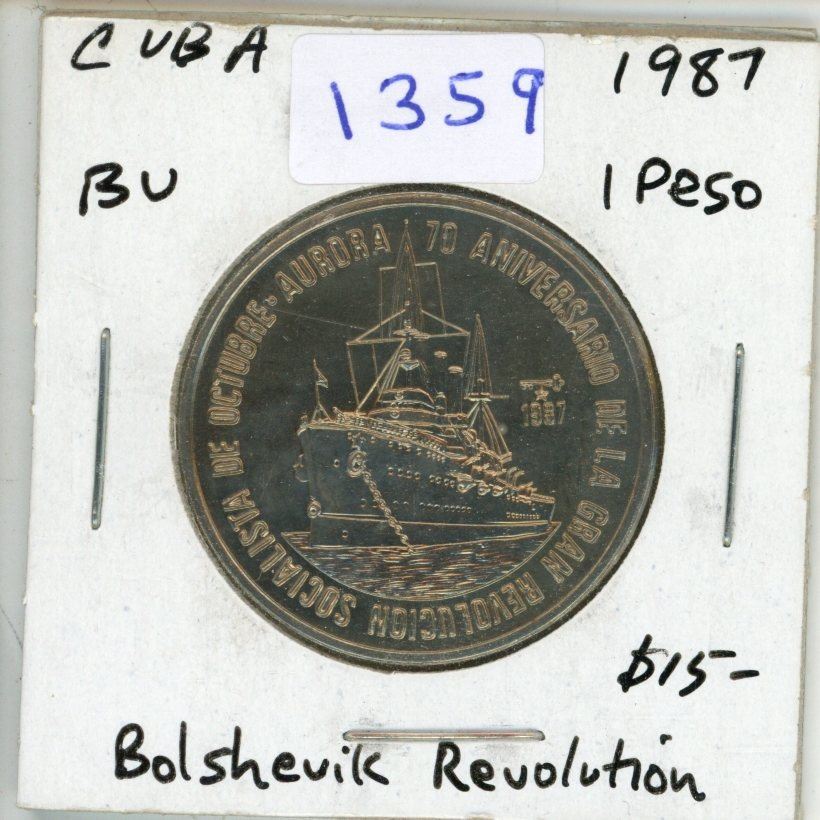 CUBA
1359
1987
BU
1 Peso
AURORA 70 ANIVERSARIO DE LA GRAN REVOLUCION SOCIALISTA DE OCTUBRE·
1987
$15-
Bolshevik Revolution